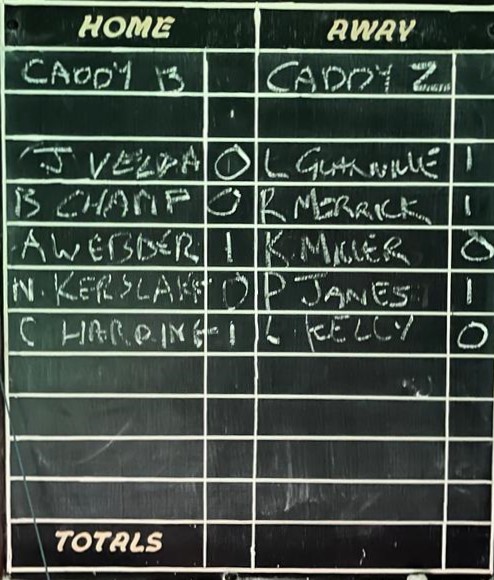 HOME AWAY
CADDY B CADDY Z
J VELDA 0 L GLANVILLE 1
B CHAMP 0 R MERRICK 1
A WEBBER 1 K MILLER 0
N. KERSLAKE 0 P JANES 1
C HARDING 1 L KELLY 0
TOTALS